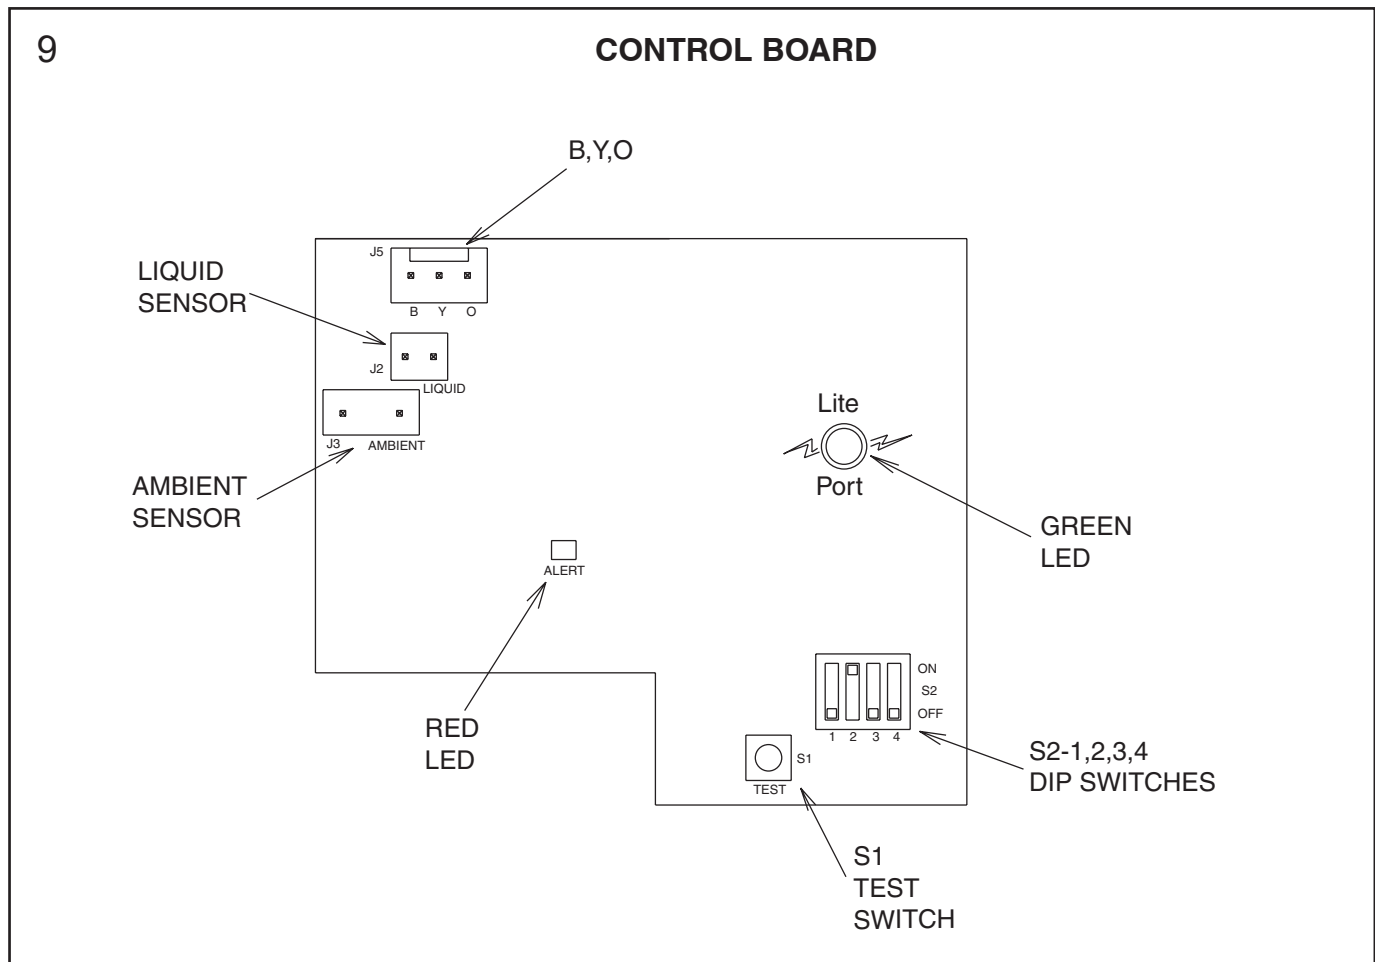 9
CONTROL BOARD
B,Y,O
J5
B Y O
LIQUID
SENSOR
J2
LIQUID
J3
AMBIENT
AMBIENT
SENSOR
Lite
Port
GREEN
LED
ALERT
RED
LED
ON
S2
OFF
1 2 3 4
S2-1,2,3,4
DIP SWITCHES
S1
TEST
S1
TEST
SWITCH